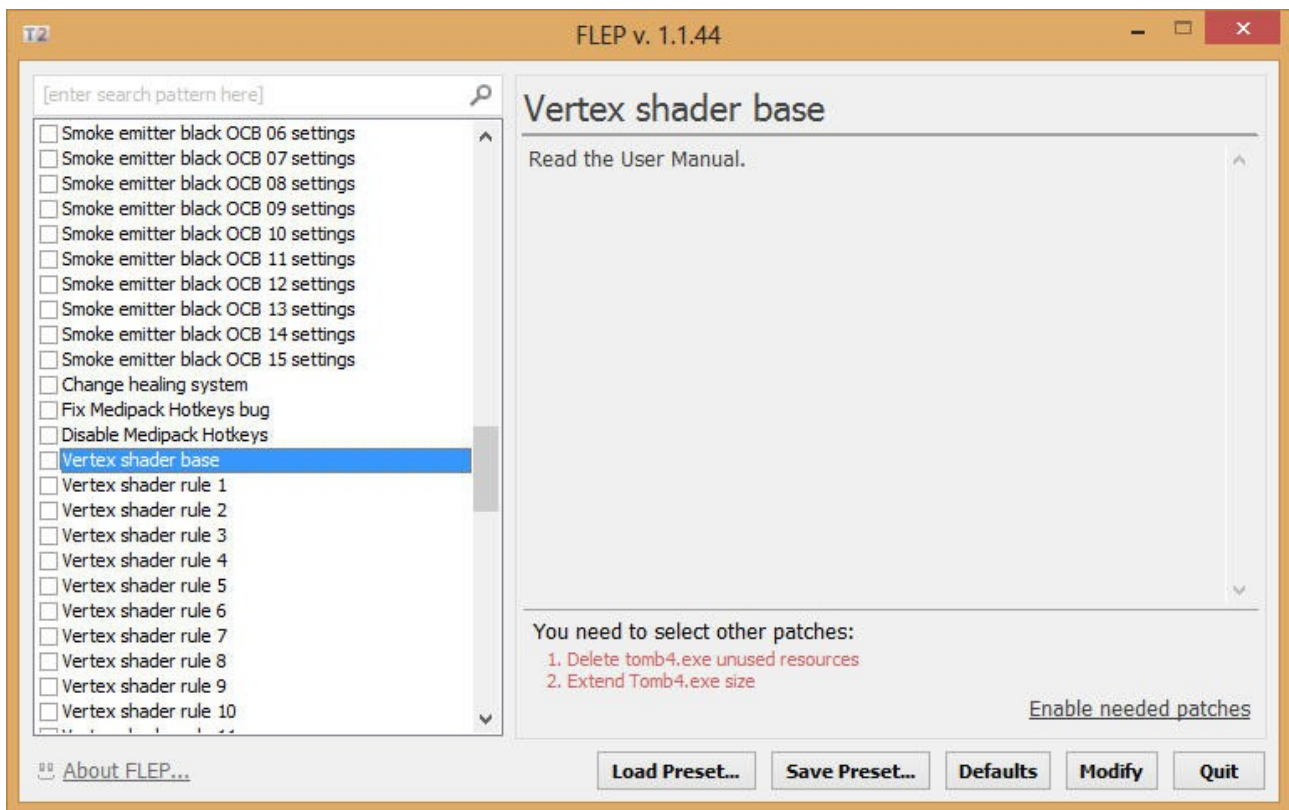 T2
FLEP v. 1.1.44
[enter search pattern here]
Smoke emitter black OCB 06 settings
Smoke emitter black OCB 07 settings
Smoke emitter black OCB 08 settings
Smoke emitter black OCB 09 settings
Smoke emitter black OCB 10 settings
Smoke emitter black OCB 11 settings
Smoke emitter black OCB 12 settings
Smoke emitter black OCB 13 settings
Smoke emitter black OCB 14 settings
Smoke emitter black OCB 15 settings
Change healing system
Fix Medipack Hotkeys bug
Disable Medipack Hotkeys
Vertex shader base
Vertex shader rule 1
Vertex shader rule 2
Vertex shader rule 3
Vertex shader rule 4
Vertex shader rule 5
Vertex shader rule 6
Vertex shader rule 7
Vertex shader rule 8
Vertex shader rule 9
Vertex shader rule 10
Vertex shader base
Read the User Manual.
You need to select other patches:
1. Delete tomb4.exe unused resources
2. Extend Tomb4.exe size
Enable needed patches
About FLEP...
Load Preset...
Save Preset...
Defaults
Modify
Quit